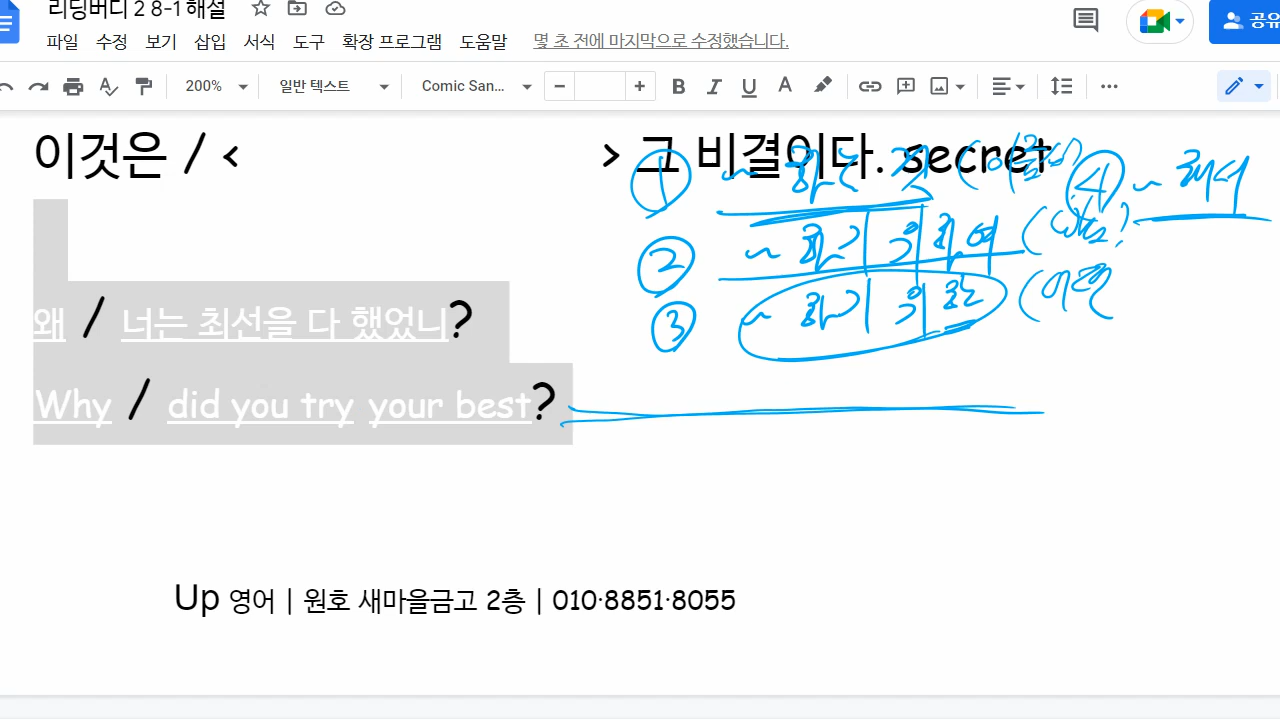 리딩버디 2 8-1 해설
파일 수정 보기 삽입 서식 도구 확장 프로그램 도움말 몇 초 전에 마지막으로 수정했습니다.
공유
200% 일반 텍스트 Comic San... − + B I U A
이것은 / < > 그 비결이다. secret
① ~ 하는 것 (
④ ~ 해서
② ~ 하기 위하여 (
③ ~ 하기 위한 (
왜 / 너는 최선을 다 했었니?
Why / did you try your best?
Up 영어 | 원호 새마을금고 2층 | 010·8851·8055